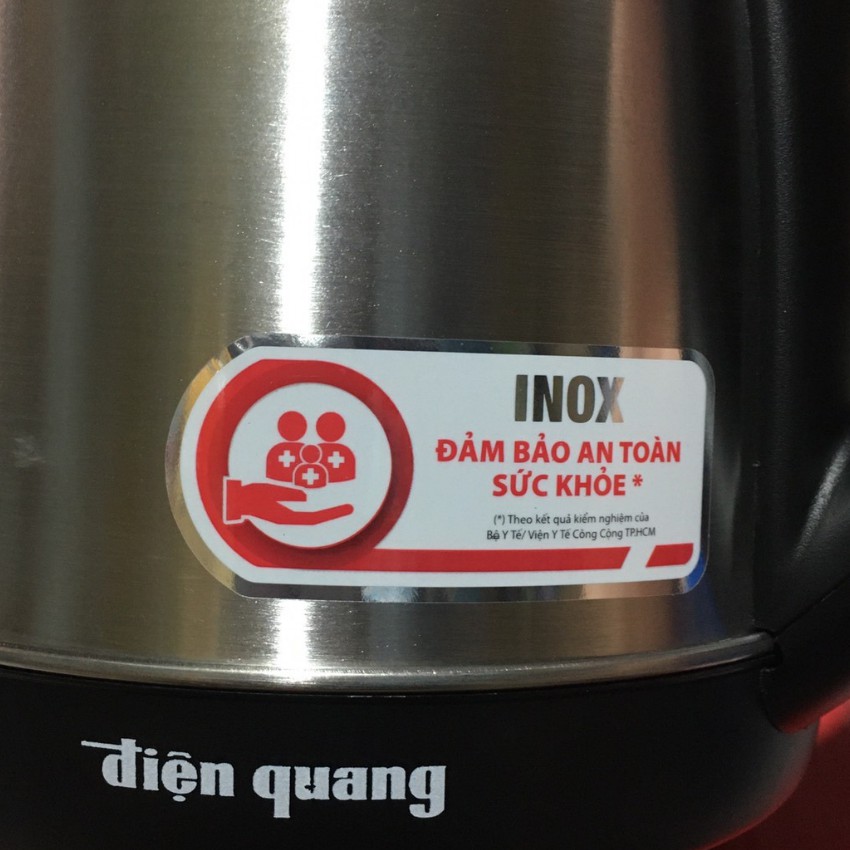 INOX
ĐẢM BẢO AN TOÀN
SỨC KHỎE *
(*) Theo kết quả kiểm nghiệm của
Bộ Y Tế/ Viện Y Tế Công Cộng TP.HCM
điện quang